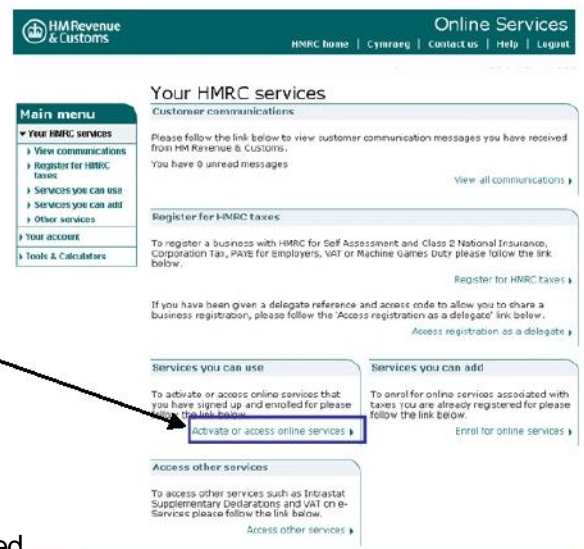 HM Revenue
& Customs
Online Services
HMRC home | Cymraeg | Contact us | Help | Logout
Your HMRC services
Main menu
Your HMRC services
View communications
Register for HMRC
taxes
Services you can use
Services you can add
Other services
Your account
Tools & Calculators
Customer communications
Please follow the link below to view customer communication messages you have received
from HM Revenue & Customs.
You have 0 unread messages
View all communications
Register for HMRC taxes
To register a business with HMRC for Self Assessment and Class 2 National Insurance,
Corporation Tax, PAYE for Employers, VAT or Machine Games Duty please follow the link
below.
Register for HMRC taxes
If you have been given a delegate reference and access code to allow you to share a
business registration, please follow the 'Access registration as a delegate' link below.
Access registration as a delegate
Services you can use
To activate or access online services that
you have signed up and enrolled for please
follow the link below.
Activate or access online services
Services you can add
To enrol for online services associated with
taxes you are already registered for please
follow the link below.
Enrol for online services
Access other services
To access other services such as Intrastat
Supplementary Declarations and VAT on e-
Services please follow the link below.
Access other services